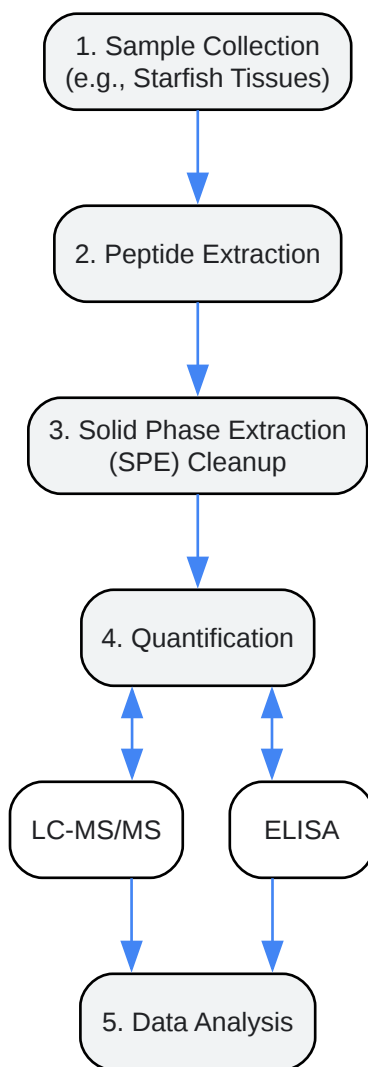 1. Sample Collection
(e.g., Starfish Tissues)
2. Peptide Extraction
3. Solid Phase Extraction
(SPE) Cleanup
4. Quantification
LC-MS/MS
ELISA
5. Data Analysis